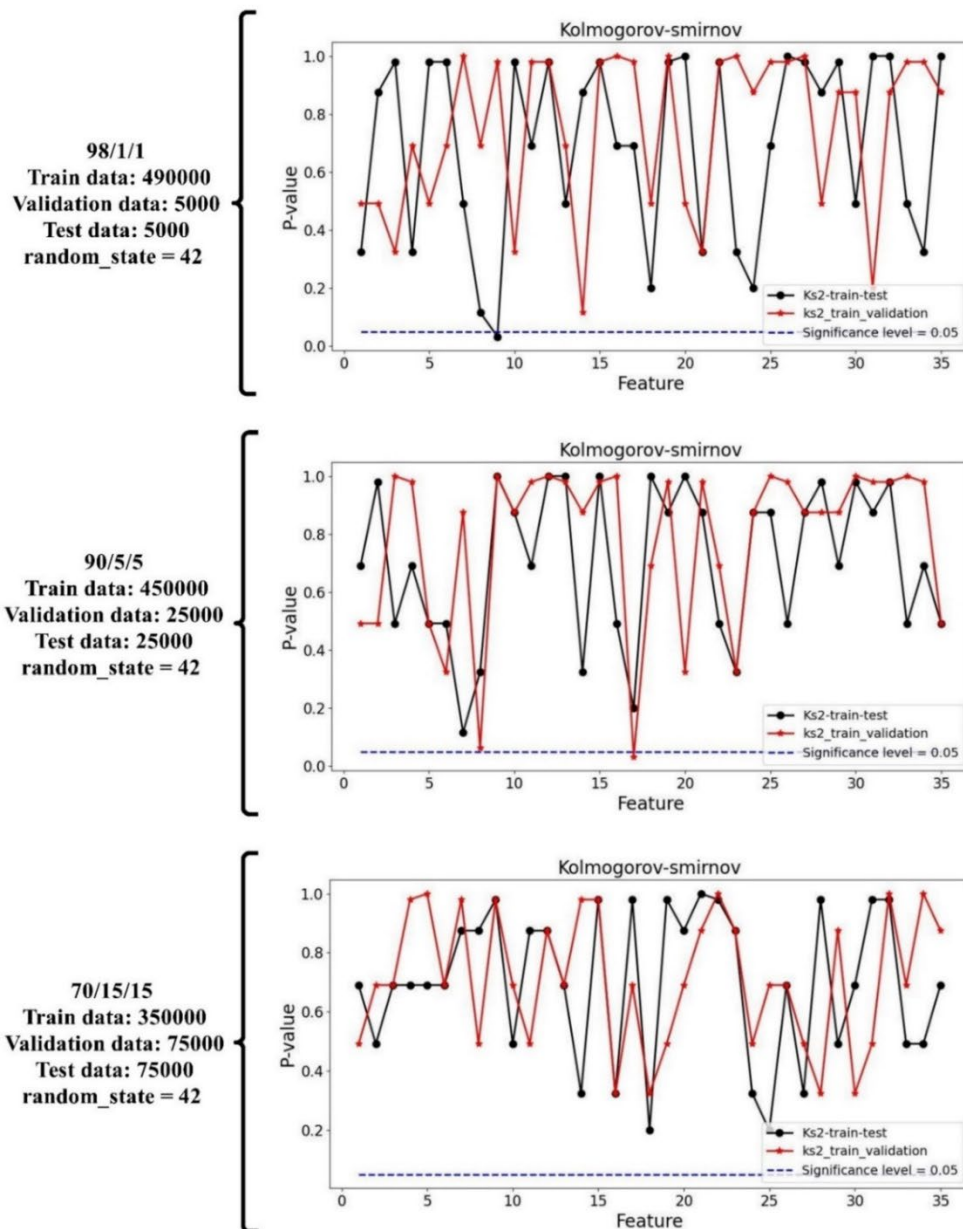 98/1/1
Train data: 490000
Validation data: 5000
Test data: 5000
random_state = 42
Kolmogorov-smirnov
P-value
1.0
0.8
0.6
0.4
0.2
0.0
Ks2-train-test
ks2_train_validation
Significance level = 0.05
0 5 10 15 20 25 30 35
Feature
90/5/5
Train data: 450000
Validation data: 25000
Test data: 25000
random_state = 42
Kolmogorov-smirnov
P-value
1.0
0.8
0.6
0.4
0.2
0.0
Ks2-train-test
ks2_train_validation
Significance level = 0.05
0 5 10 15 20 25 30 35
Feature
70/15/15
Train data: 350000
Validation data: 75000
Test data: 75000
random_state = 42
Kolmogorov-smirnov
P-value
1.0
0.8
0.6
0.4
0.2
Ks2-train-test
ks2_train_validation
Significance level = 0.05
0 5 10 15 20 25 30 35
Feature